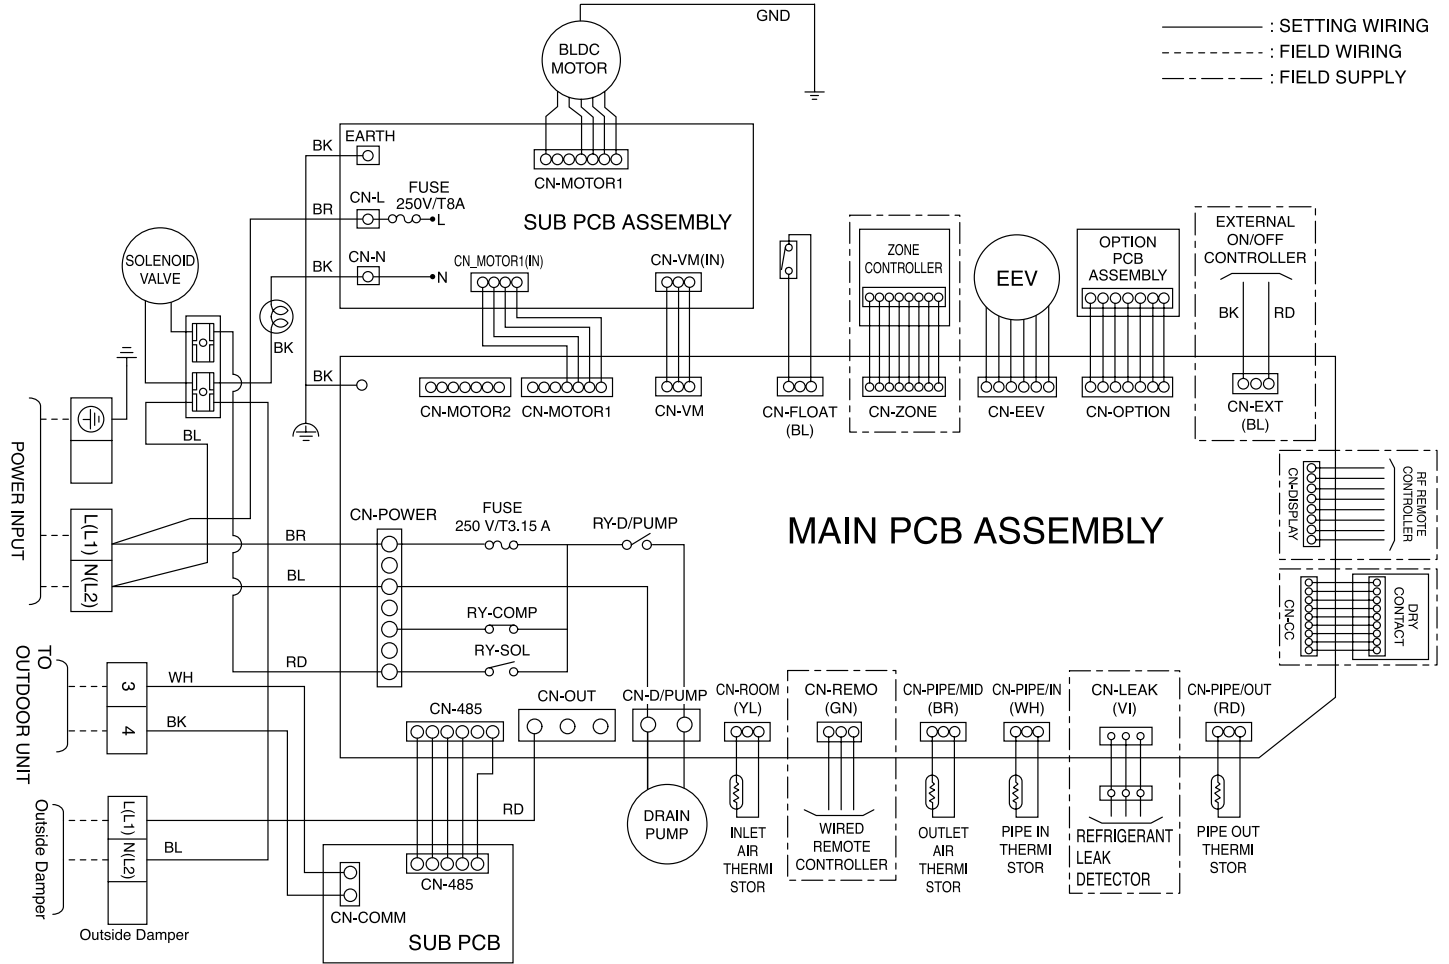 GND
: SETTING WIRING
: FIELD WIRING
: FIELD SUPPLY
BLDC
MOTOR
BK
EARTH
CN-MOTOR1
CN-L
FUSE
250V/T8A
BR
L
SUB PCB ASSEMBLY
BK
CN-N
N
CN_MOTOR1(IN)
CN-VM(IN)
SOLENOID
VALVE
BK
ZONE
CONTROLLER
EEV
OPTION
PCB
ASSEMBLY
EXTERNAL
ON/OFF
CONTROLLER
BK
RD
BK
CN-MOTOR2
CN-MOTOR1
CN-VM
CN-FLOAT
(BL)
CN-ZONE
CN-EEV
CN-OPTION
CN-EXT
(BL)
BL
POWER INPUT
L(L1)
N(L2)
CN-POWER
FUSE
250 V/T3.15 A
RY-D/PUMP
BR
BL
RY-COMP
RY-SOL
RD
MAIN PCB ASSEMBLY
CN-DISPLAY
RF REMOTE
CONTROLLER
CN-CC
DRY
CONTACT
TO
OUTDOOR UNIT
3
4
WH
BK
CN-485
CN-OUT
CN-D/PUMP
CN-ROOM
(YL)
CN-REMO
(GN)
CN-PIPE/MID
(BR)
CN-PIPE/IN
(WH)
CN-LEAK
(VI)
CN-PIPE/OUT
(RD)
RD
DRAIN
PUMP
INLET
AIR
THERMI
STOR
WIRED
REMOTE
CONTROLLER
OUTLET
AIR
THERMI
STOR
PIPE IN
THERMI
STOR
REFRIGERANT
LEAK
DETECTOR
PIPE OUT
THERMI
STOR
Outside Damper
L(L1)
N(L2)
BL
Outside Damper
CN-485
CN-COMM
SUB PCB